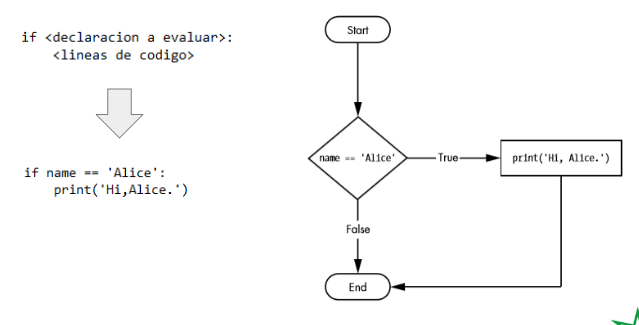 if <declaracion a evaluar>:
<lineas de codigo>
if name == 'Alice':
print('Hi,Alice.')
Start
name == 'Alice'
True
print('Hi, Alice.')
False
End